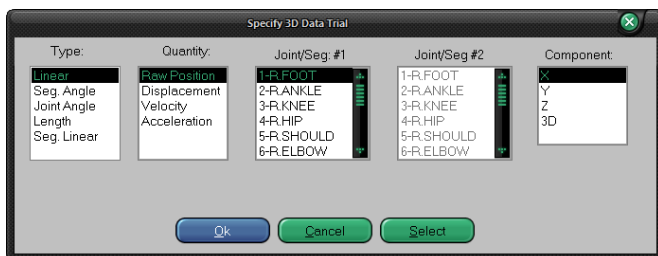 Specify 3D Data Trial
Type:
Linear
Seg. Angle
Joint Angle
Length
Seg. Linear
Quantity:
Raw Position
Displacement
Velocity
Acceleration
Joint/Seg: #1
1-R.FOOT
2-R.ANKLE
3-R.KNEE
4-R.HIP
5-R.SHOULD
6-R.ELBOW
Joint/Seg #2
1-R.FOOT
2-R.ANKLE
3-R.KNEE
4-R.HIP
5-R.SHOULD
6-R.ELBOW
Component:
X
Y
Z
3D
Ok
Cancel
Select